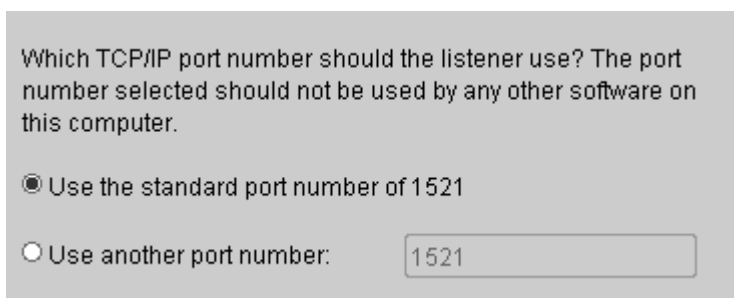 Which TCP/IP port number should the listener use? The port
number selected should not be used by any other software on
this computer.
Use the standard port number of 1521
Use another port number:
1521